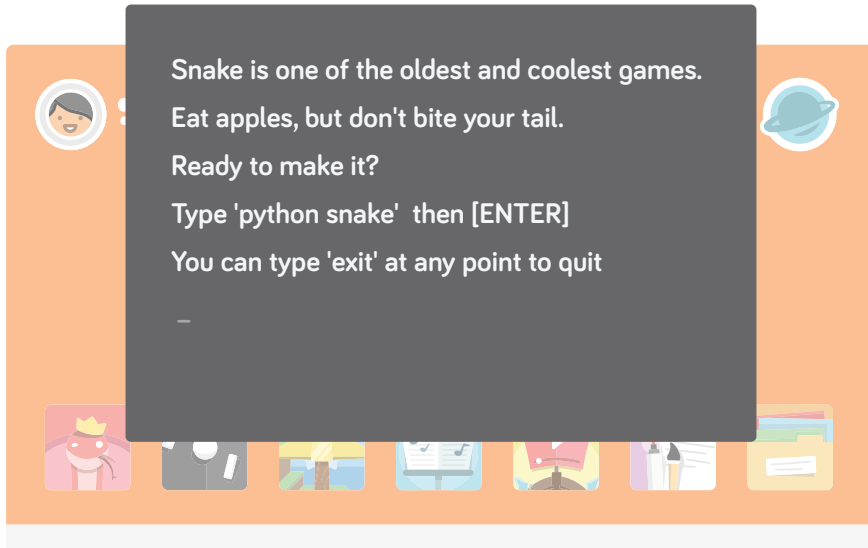 Snake is one of the oldest and coolest games.
Eat apples, but don't bite your tail.
Ready to make it?
Type 'python snake'  then [ENTER]
You can type 'exit' at any point to quit
_